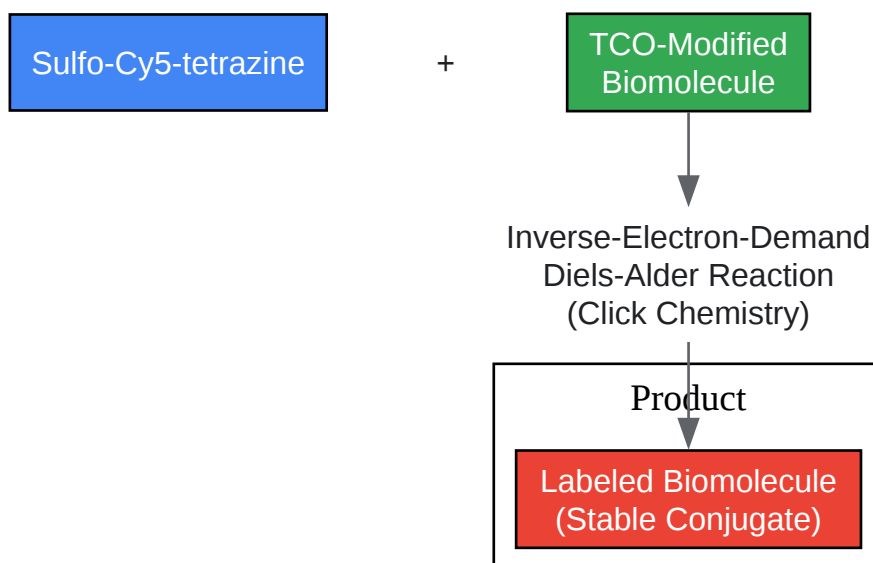 Sulfo-Cy5-tetrazine
+
TCO-Modified
Biomolecule
Inverse-Electron-Demand
Diels-Alder Reaction
(Click Chemistry)
Product
Labeled Biomolecule
(Stable Conjugate)